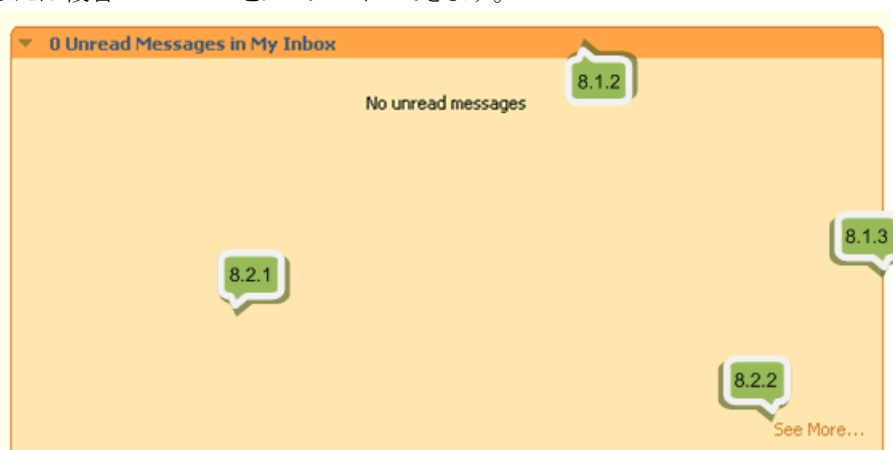 0 Unread Messages in My Inbox
8.1.2
No unread messages
8.1.3
8.2.1
8.2.2
See More...